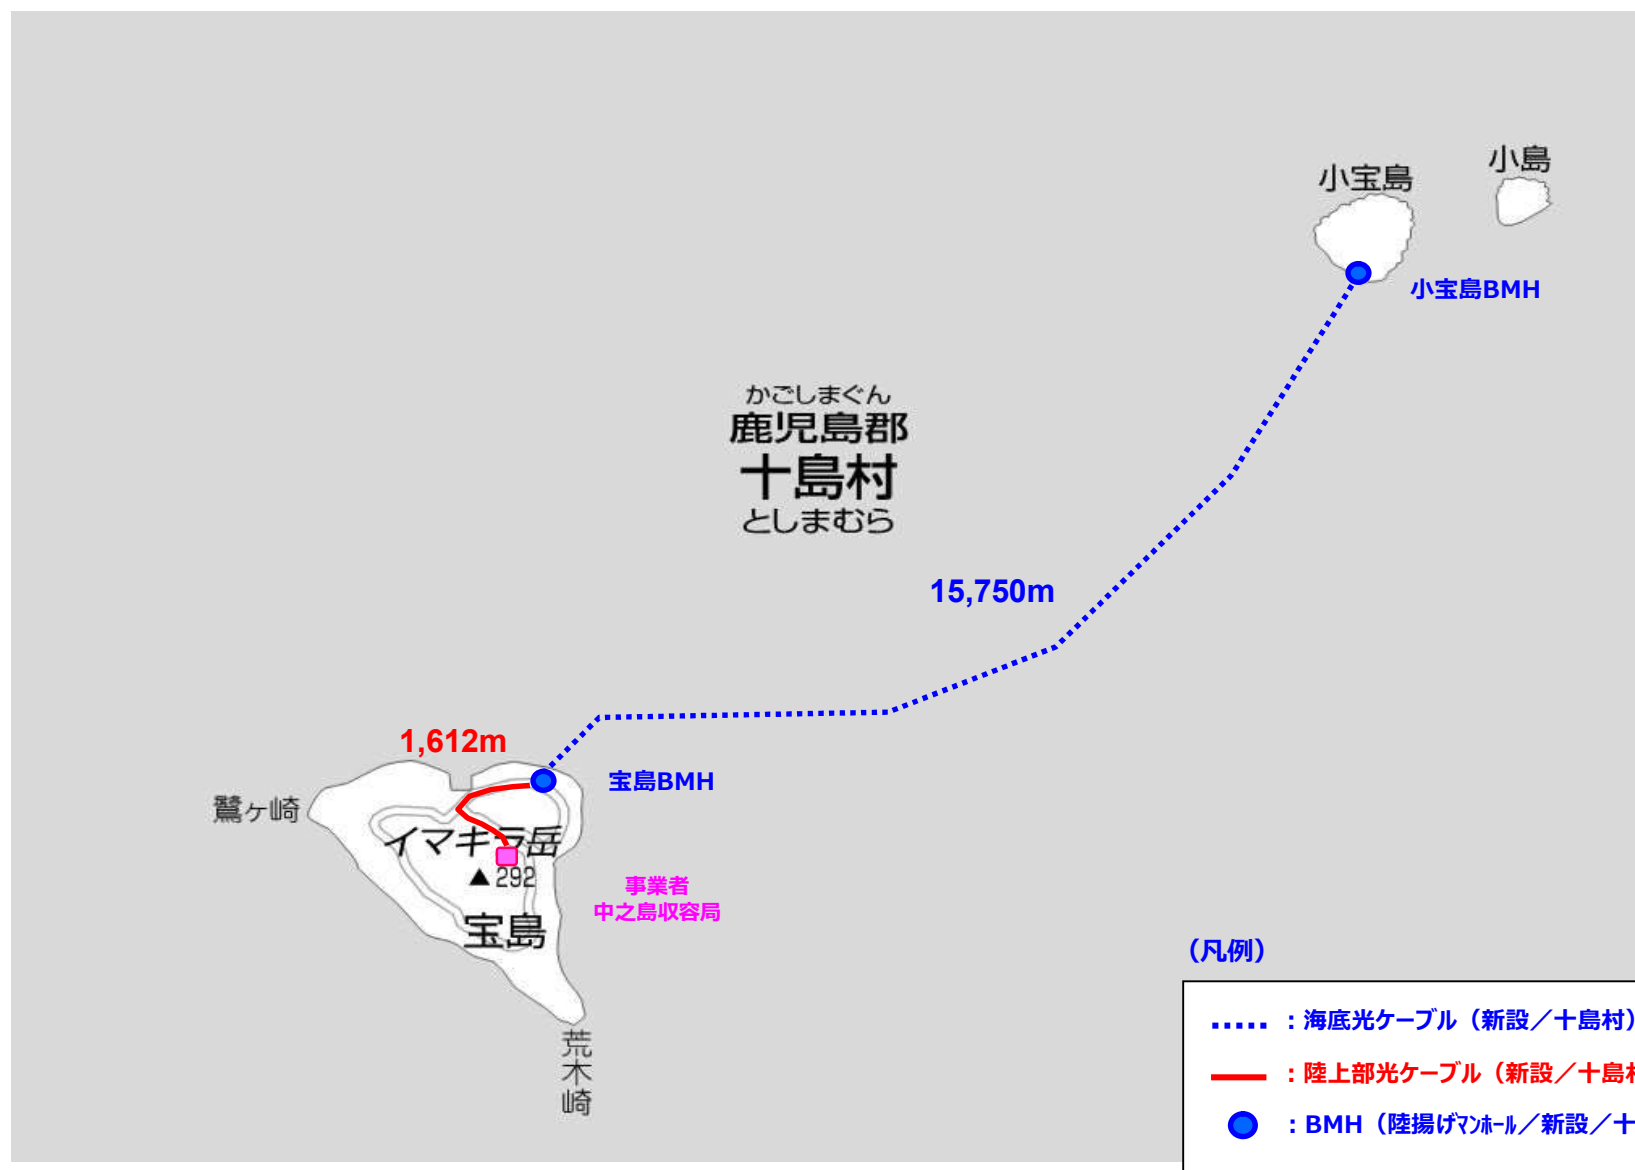 小島
小宝島
小宝島BMH
かごしまぐん
鹿児島郡
十島村
としまむら
15,750m
1,612m
宝島BMH
鷲ヶ崎
イマキラ岳
▲292
事業者
中之島収容局
宝島
荒木崎
（凡例）
：海底光ケーブル（新設／十島村）
：陸上部光ケーブル（新設／十島村
：BMH（陸揚げﾏﾝﾎｰﾙ／新設／十